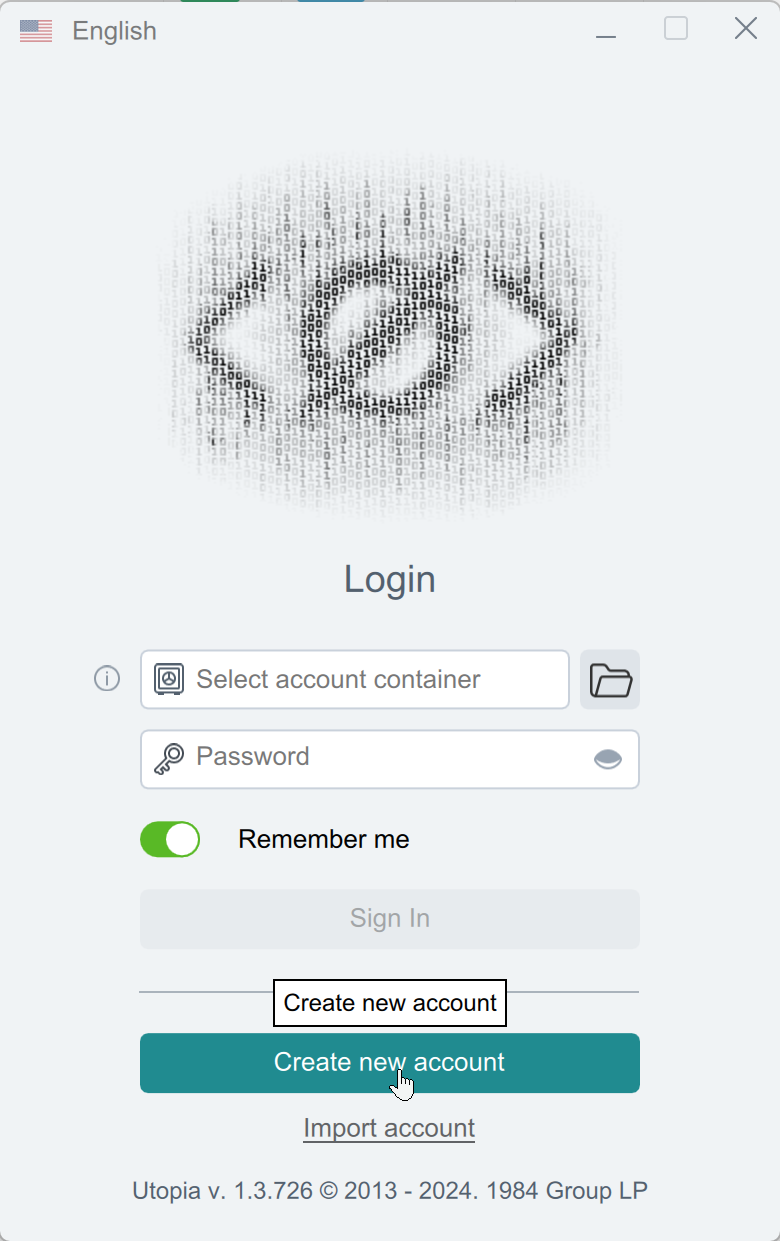 English
Login
Select account container
Password
Remember me
Sign In
Create new account
Create new account
Import account
Utopia v. 1.3.726 © 2013 - 2024. 1984 Group LP